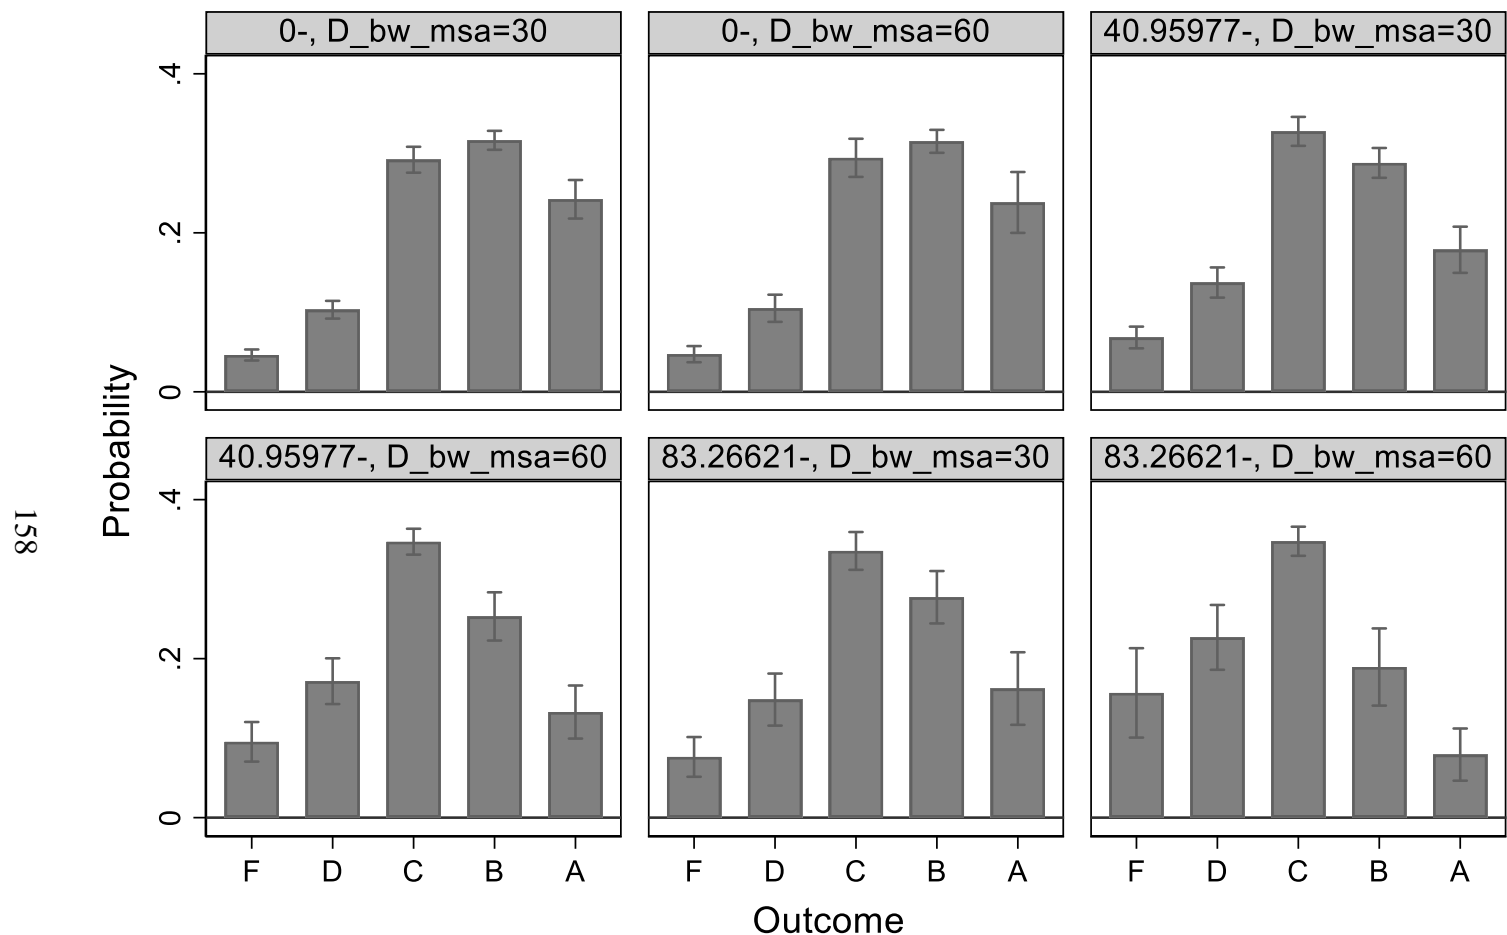 0-, D_bw_msa=30
0-, D_bw_msa=60
40.95977-, D_bw_msa=30
.4
.2
0
40.95977-, D_bw_msa=60
83.26621-, D_bw_msa=30
83.26621-, D_bw_msa=60
.4
.2
0
Probability
158
F D C B A
F D C B A
F D C B A
Outcome